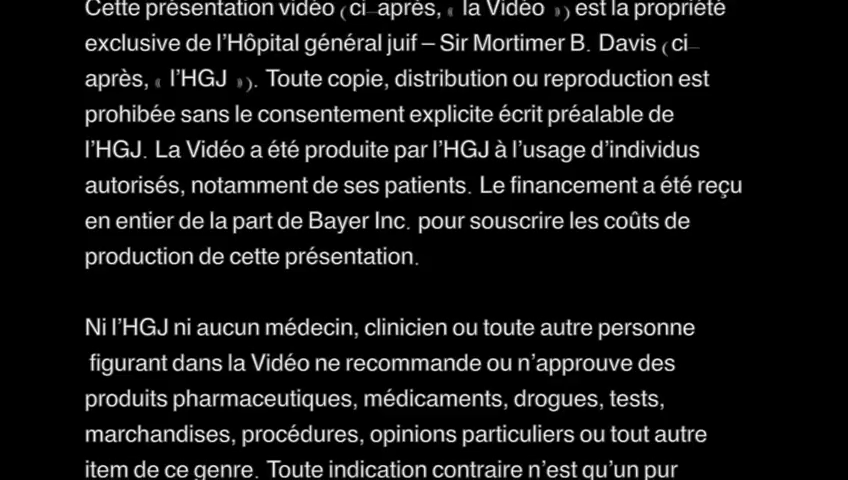 Cette présentation vidéo (ci-après, « la Vidéo ») est la propriété
exclusive de l'Hôpital général juif – Sir Mortimer B. Davis (ci-
après, « l'HGJ »). Toute copie, distribution ou reproduction est
prohibée sans le consentement explicite écrit préalable de
l'HGJ. La Vidéo a été produite par l'HGJ à l'usage d'individus
autorisés, notamment de ses patients. Le financement a été reçu
en entier de la part de Bayer Inc. pour souscrire les coûts de
production de cette présentation.
Ni l'HGJ ni aucun médecin, clinicien ou toute autre personne
figurant dans la Vidéo ne recommande ou n'approuve des
produits pharmaceutiques, médicaments, drogues, tests,
marchandises, procédures, opinions particuliers ou tout autre
item de ce genre. Toute indication contraire n'est qu'un pur